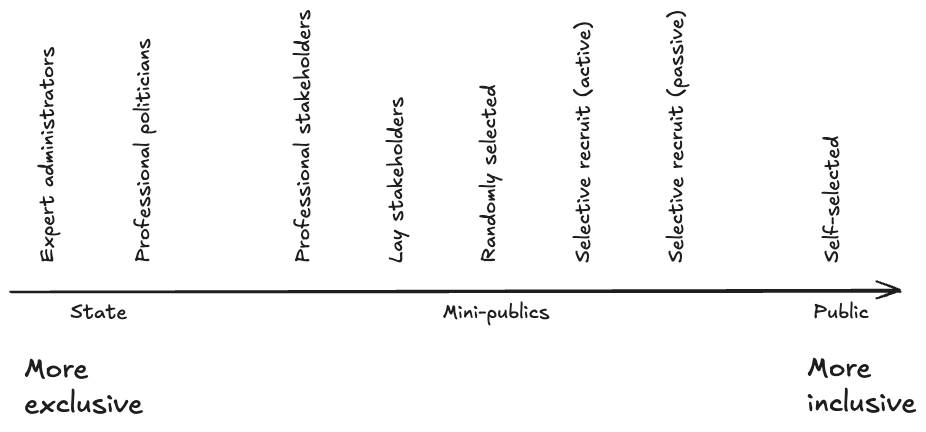 Expert administrators
Professional politicians
Professional stakeholders
Lay stakeholders
Randomly selected
Selective recruit (active)
Selective recruit (passive)
Self-selected
State
Mini-publics
Public
More
exclusive
More
inclusive